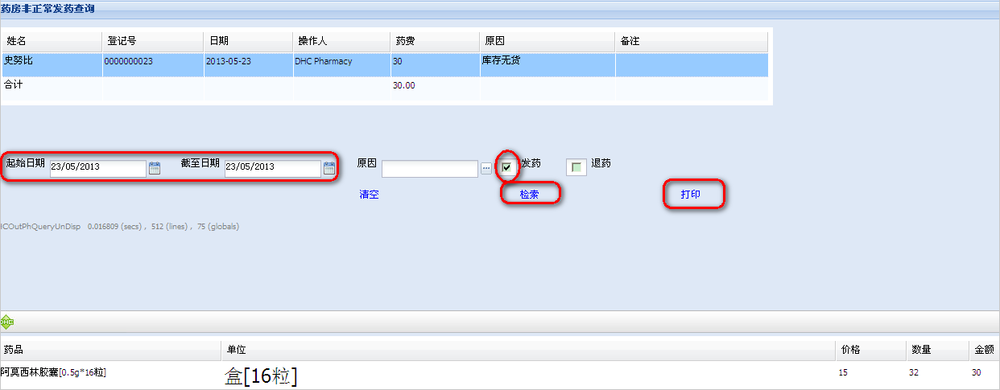 药房非正常发药查询
姓名 登记号 日期 操作人 药费 原因 备注
史努比 0000000023 2013-05-23 DHC Pharmacy 30 库存无货
合计 30.00
起始日期 23/05/2013 截至日期 23/05/2013 原因 ... 发药 退药
清空 检索 打印
ICOutPhQueryUnDisp 0.016809 (secs) , 512 (lines) , 75 (globals)
DHC
药品 单位 价格 数量 金额
阿莫西林胶囊[0.5g*16粒] 盒[16粒] 15 32 30